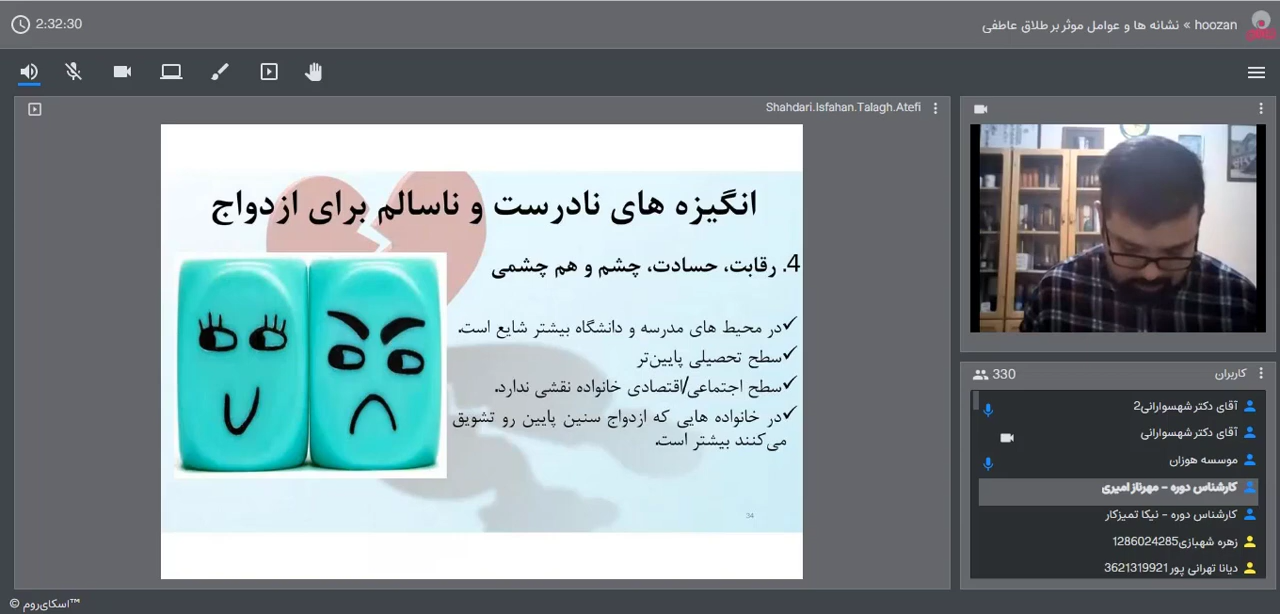 2:32:30
hoozan » نشانه ها و عوامل موثر بر طلاق عاطفی
Shahdari.Isfahan.Talagh.Atefi
انگیزه های نادرست و ناسالم برای ازدواج
4. رقابت، حسادت، چشم و هم چشمی
✓در محیط های مدرسه و دانشگاه بیشتر شایع است.
✓سطح تحصیلی پایین‌تر
✓سطح اجتماعی/اقتصادی خانواده نقشی ندارد.
✓در خانواده هایی که ازدواج سنین پایین رو تشویق
می‌کنند بیشتر است.
34
330
کاربران
آقای دکتر شهسوارانی2
آقای دکتر شهسوارانی
موسسه هوزان
کارشناس دوره - مهرناز امیری
کارشناس دوره - نیکا تمیزکار
زهره شهبازی1286024285
دیانا تهرانی پور3621319921
اسکای‌روم™ ©